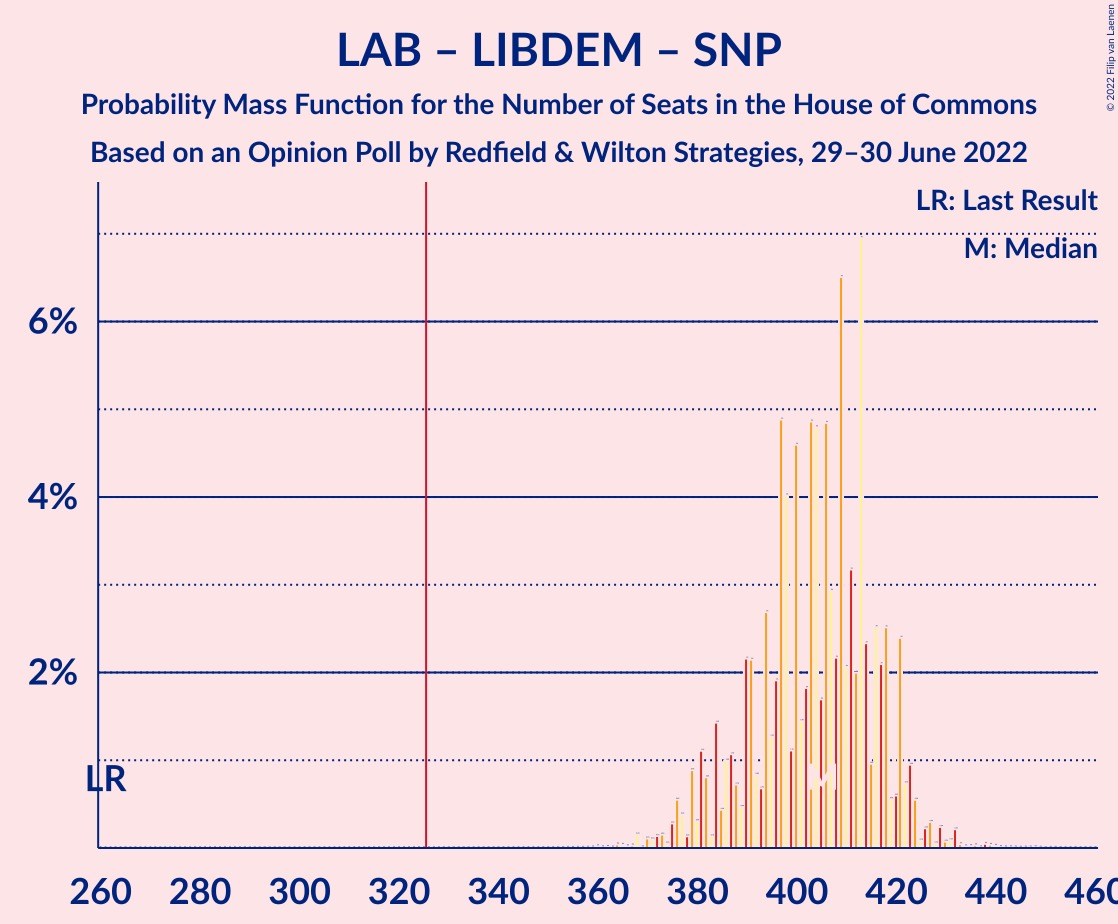 LAB – LIBDEM – SNP
Probability Mass Function for the Number of Seats in the House of Commons
Based on an Opinion Poll by Redfield & Wilton Strategies, 29–30 June 2022
© 2022 Filip van Laenen
LR: Last Result
M: Median
6%
4%
2%
LR
M
260 280 300 320 340 360 380 400 420 440 460